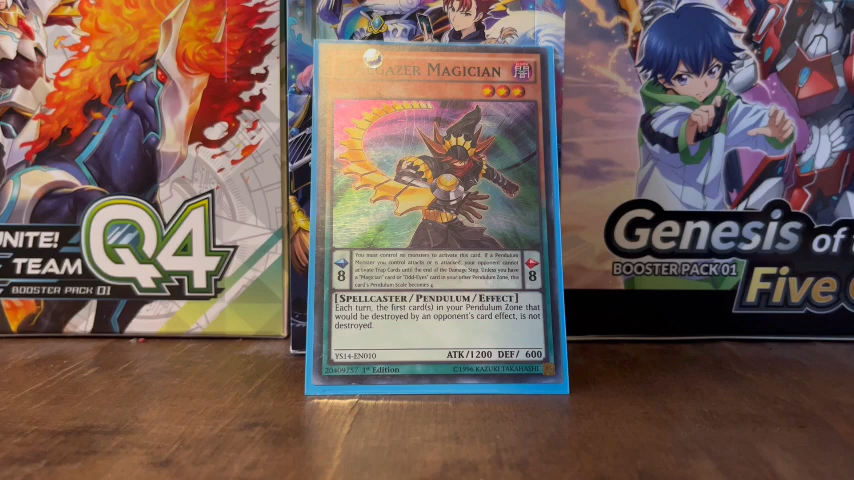 UNITE!
TEAM
Q4
BOOSTER PACK 01
GAZER MAGICIAN
闇
You must control no monsters to activate this card. If a Pendulum
Monster you control attacks or is attacked, your opponent cannot
activate Trap Cards until the end of the Damage Step. Unless you have
a "Magician" card or "Odd-Eyes" card in your other Pendulum Zone, this
card's Pendulum Scale becomes 4.
8
8
[SPELLCASTER/PENDULUM/EFFECT]
Each turn, the first card(s) in your Pendulum Zone that
would be destroyed by an opponent's card effect, is not
destroyed.
YS14-EN010
ATK/1200 DEF/ 600
20409757 1st Edition
©1996 KAZUKI TAKAHASHI
Genesis of
BOOSTER PACK 01
Five